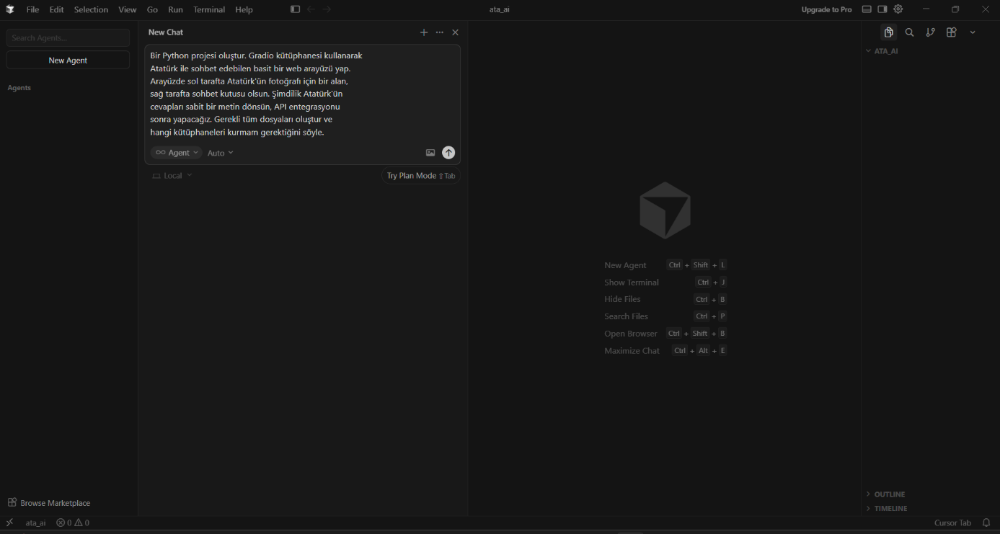 File Edit Selection View Go Run Terminal Help
ata_ai
Upgrade to Pro
Search Agents...
New Agent
Agents
New Chat
Bir Python projesi oluştur. Gradio kütüphanesi kullanarak
Atatürk ile sohbet edebilen basit bir web arayüzü yap.
Arayüzde sol tarafta Atatürk'ün fotoğrafı için bir alan,
sağ tarafta sohbet kutusu olsun. Şimdilik Atatürk'ün
cevapları sabit bir metin dönsün, API entegrasyonu
sonra yapacağız. Gerekli tüm dosyaları oluştur ve
hangi kütüphaneleri kurmam gerektiğini söyle.
Agent Auto
Local
Try Plan Mode ⇧Tab
New Agent Ctrl + Shift + L
Show Terminal Ctrl + J
Hide Files Ctrl + B
Search Files Ctrl + P
Open Browser Ctrl + Shift + B
Maximize Chat Ctrl + Alt + E
ATA_AI
OUTLINE
TIMELINE
Browse Marketplace
ata_ai 0 0
Cursor Tab